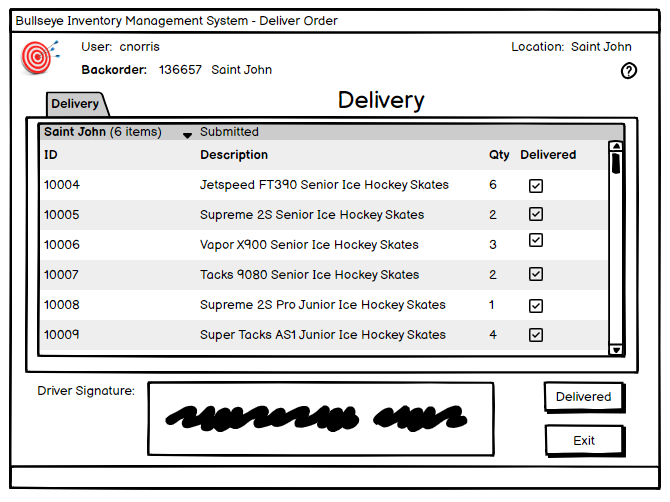 Bullseye Inventory Management System - Deliver Order
User: cnorris Location: Saint John
Backorder: 136657 Saint John ?
Delivery
Delivery
Saint John (6 items) Submitted
ID Description Qty Delivered
10004 Jetspeed FT390 Senior Ice Hockey Skates 6
10005 Supreme 2S Senior Ice Hockey Skates 2
10006 Vapor X900 Senior Ice Hockey Skates 3
10007 Tacks 9080 Senior Ice Hockey Skates 2
10008 Supreme 2S Pro Junior Ice Hockey Skates 1
10009 Super Tacks AS1 Junior Ice Hockey Skates 4
Driver Signature:
Delivered
Exit